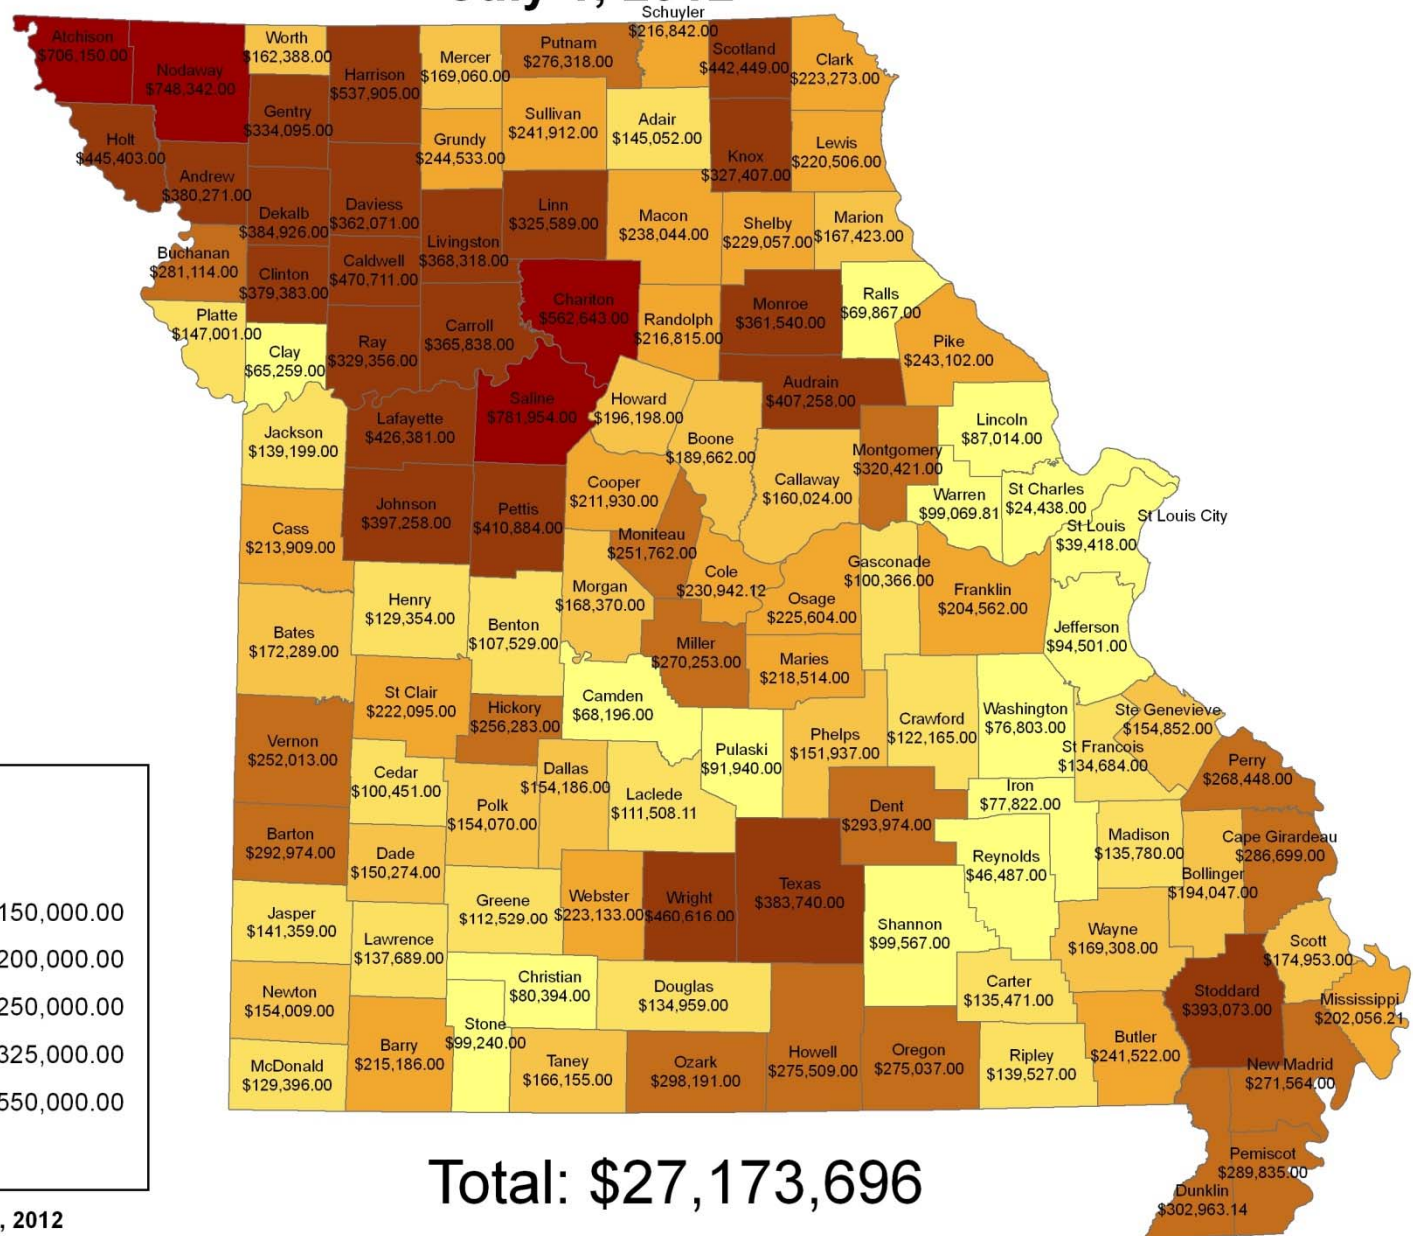 Schuyler
$216,842.00
Atchison
$706,150.00
Nodaway
$748,342.00
Worth
$162,388.00
Harrison
$537,905.00
Mercer
$169,060.00
Putnam
$276,318.00
Scotland
$442,449.00
Clark
$223,273.00
Holt
$445,403.00
Gentry
$334,095.00
Grundy
$244,533.00
Sullivan
$241,912.00
Adair
$145,052.00
Knox
$327,407.00
Lewis
$220,506.00
Andrew
$380,271.00
Dekalb
$384,926.00
Daviess
$362,071.00
Livingston
$368,318.00
Linn
$325,589.00
Macon
$238,044.00
Shelby
$229,057.00
Marion
$167,423.00
Buchanan
$281,114.00
Clinton
$379,383.00
Caldwell
$470,711.00
Chariton
$562,643.00
Randolph
$216,815.00
Monroe
$361,540.00
Ralls
$69,867.00
Pike
$243,102.00
Platte
$147,001.00
Clay
$65,259.00
Ray
$329,356.00
Carroll
$365,838.00
Saline
$781,954.00
Howard
$196,198.00
Audrain
$407,258.00
Jackson
$139,199.00
Lafayette
$426,381.00
Boone
$189,662.00
Callaway
$160,024.00
Montgomery
$320,421.00
Lincoln
$87,014.00
Warren
$99,069.81
St Charles
$24,438.00
St Louis
$39,418.00
St Louis City
Cass
$213,909.00
Johnson
$397,258.00
Pettis
$410,884.00
Cooper
$211,930.00
Moniteau
$251,762.00
Cole
$230,942.12
Osage
$225,604.00
Gasconade
$100,366.00
Franklin
$204,562.00
Jefferson
$94,501.00
Bates
$172,289.00
Henry
$129,354.00
Benton
$107,529.00
Morgan
$168,370.00
Miller
$270,253.00
Maries
$218,514.00
Vernon
$252,013.00
St Clair
$222,095.00
Hickory
$256,283.00
Camden
$68,196.00
Pulaski
$91,940.00
Phelps
$151,937.00
Crawford
$122,165.00
Washington
$76,803.00
Ste Genevieve
$154,852.00
St Francois
$134,684.00
Perry
$268,448.00
Cedar
$100,451.00
Polk
$154,070.00
Dallas
$154,186.00
Laclede
$111,508.11
Dent
$293,974.00
Iron
$77,822.00
Barton
$292,974.00
Dade
$150,274.00
Reynolds
$46,487.00
Madison
$135,780.00
Cape Girardeau
$286,699.00
Bollinger
$194,047.00
Jasper
$141,359.00
Lawrence
$137,689.00
Greene
$112,529.00
Webster
$223,133.00
Wright
$460,616.00
Texas
$383,740.00
Shannon
$99,567.00
Wayne
$169,308.00
Scott
$174,953.00
Newton
$154,009.00
Christian
$80,394.00
Douglas
$134,959.00
Carter
$135,471.00
Stoddard
$393,073.00
Mississippi
$202,056.21
McDonald
$129,396.00
Barry
$215,186.00
Stone
$99,240.00
Taney
$166,155.00
Ozark
$298,191.00
Howell
$275,509.00
Oregon
$275,037.00
Ripley
$139,527.00
Butler
$241,522.00
New Madrid
$271,564.00
Pemiscot
$289,835.00
Dunklin
$302,963.14
150,000.00
200,000.00
250,000.00
325,000.00
550,000.00
Total: $27,173,696
, 2012